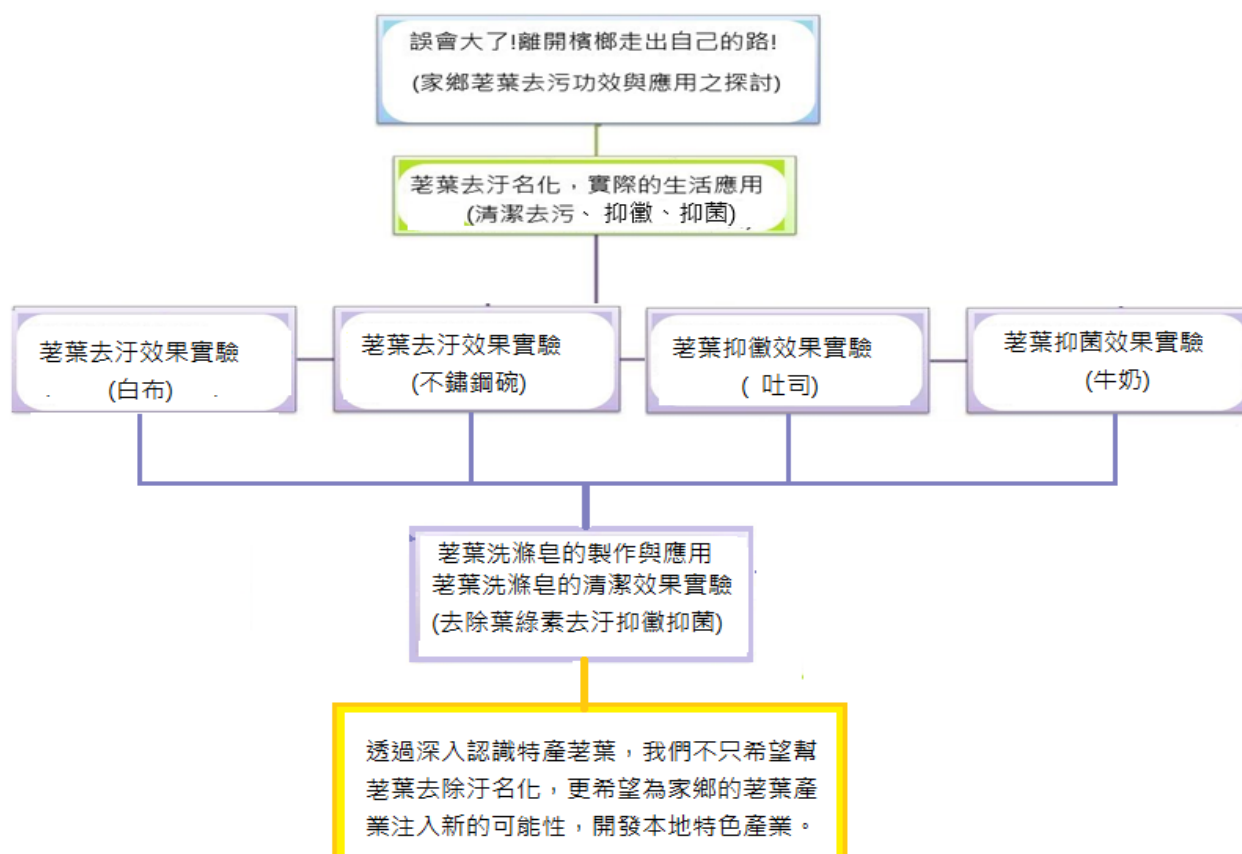 誤會大了!離開檳榔走出自己的路!
(家鄉荖葉去污功效與應用之探討)
荖葉去汙名化，實際的生活應用
(清潔去污、抑黴、抑菌)
荖葉去汙效果實驗
(白布)
荖葉去汙效果實驗
(不鏽鋼碗)
荖葉抑黴效果實驗
( 吐司)
荖葉抑菌效果實驗
(牛奶)
荖葉洗滌皂的製作與應用
荖葉洗滌皂的清潔效果實驗
(去除葉綠素去汙抑黴抑菌)
透過深入認識特產荖葉，我們不只希望幫
荖葉去除汙名化，更希望為家鄉的荖葉產
業注入新的可能性，開發本地特色產業。